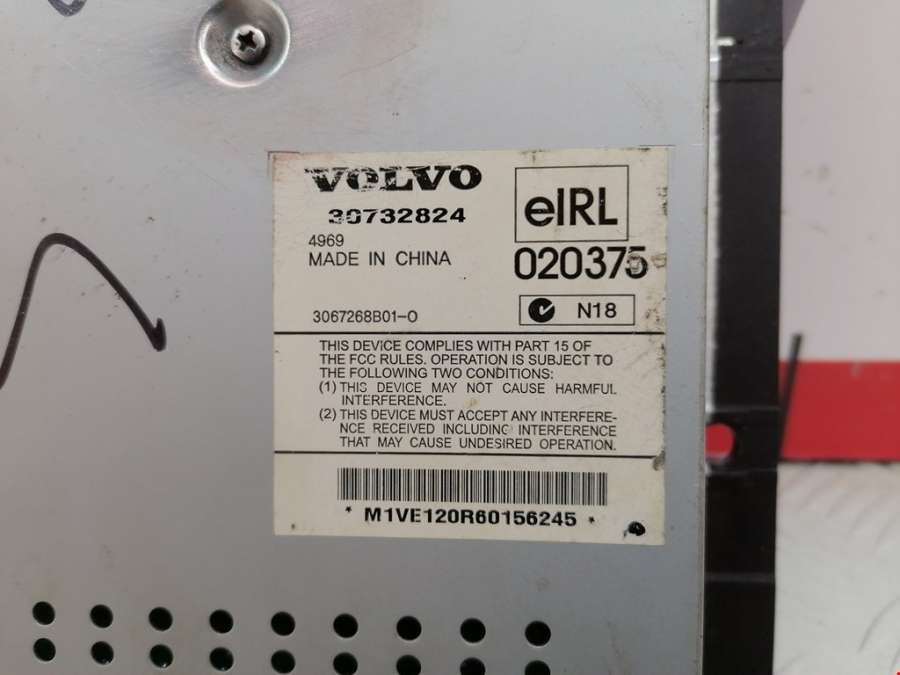 VOLVO
30732824
4969
MADE IN CHINA
3067268B01-O
eIRL
020375
N18
THIS DEVICE COMPLIES WITH PART 15 OF
THE FCC RULES. OPERATION IS SUBJECT TO
THE FOLLOWING TWO CONDITIONS:
(1) THIS DEVICE MAY NOT CAUSE HARMFUL
INTERFERENCE.
(2) THIS DEVICE MUST ACCEPT ANY INTERFERE-
NCE RECEIVED INCLUDING INTERFERENCE
THAT MAY CAUSE UNDESIRED OPERATION.
* M1VE120R60156245 *